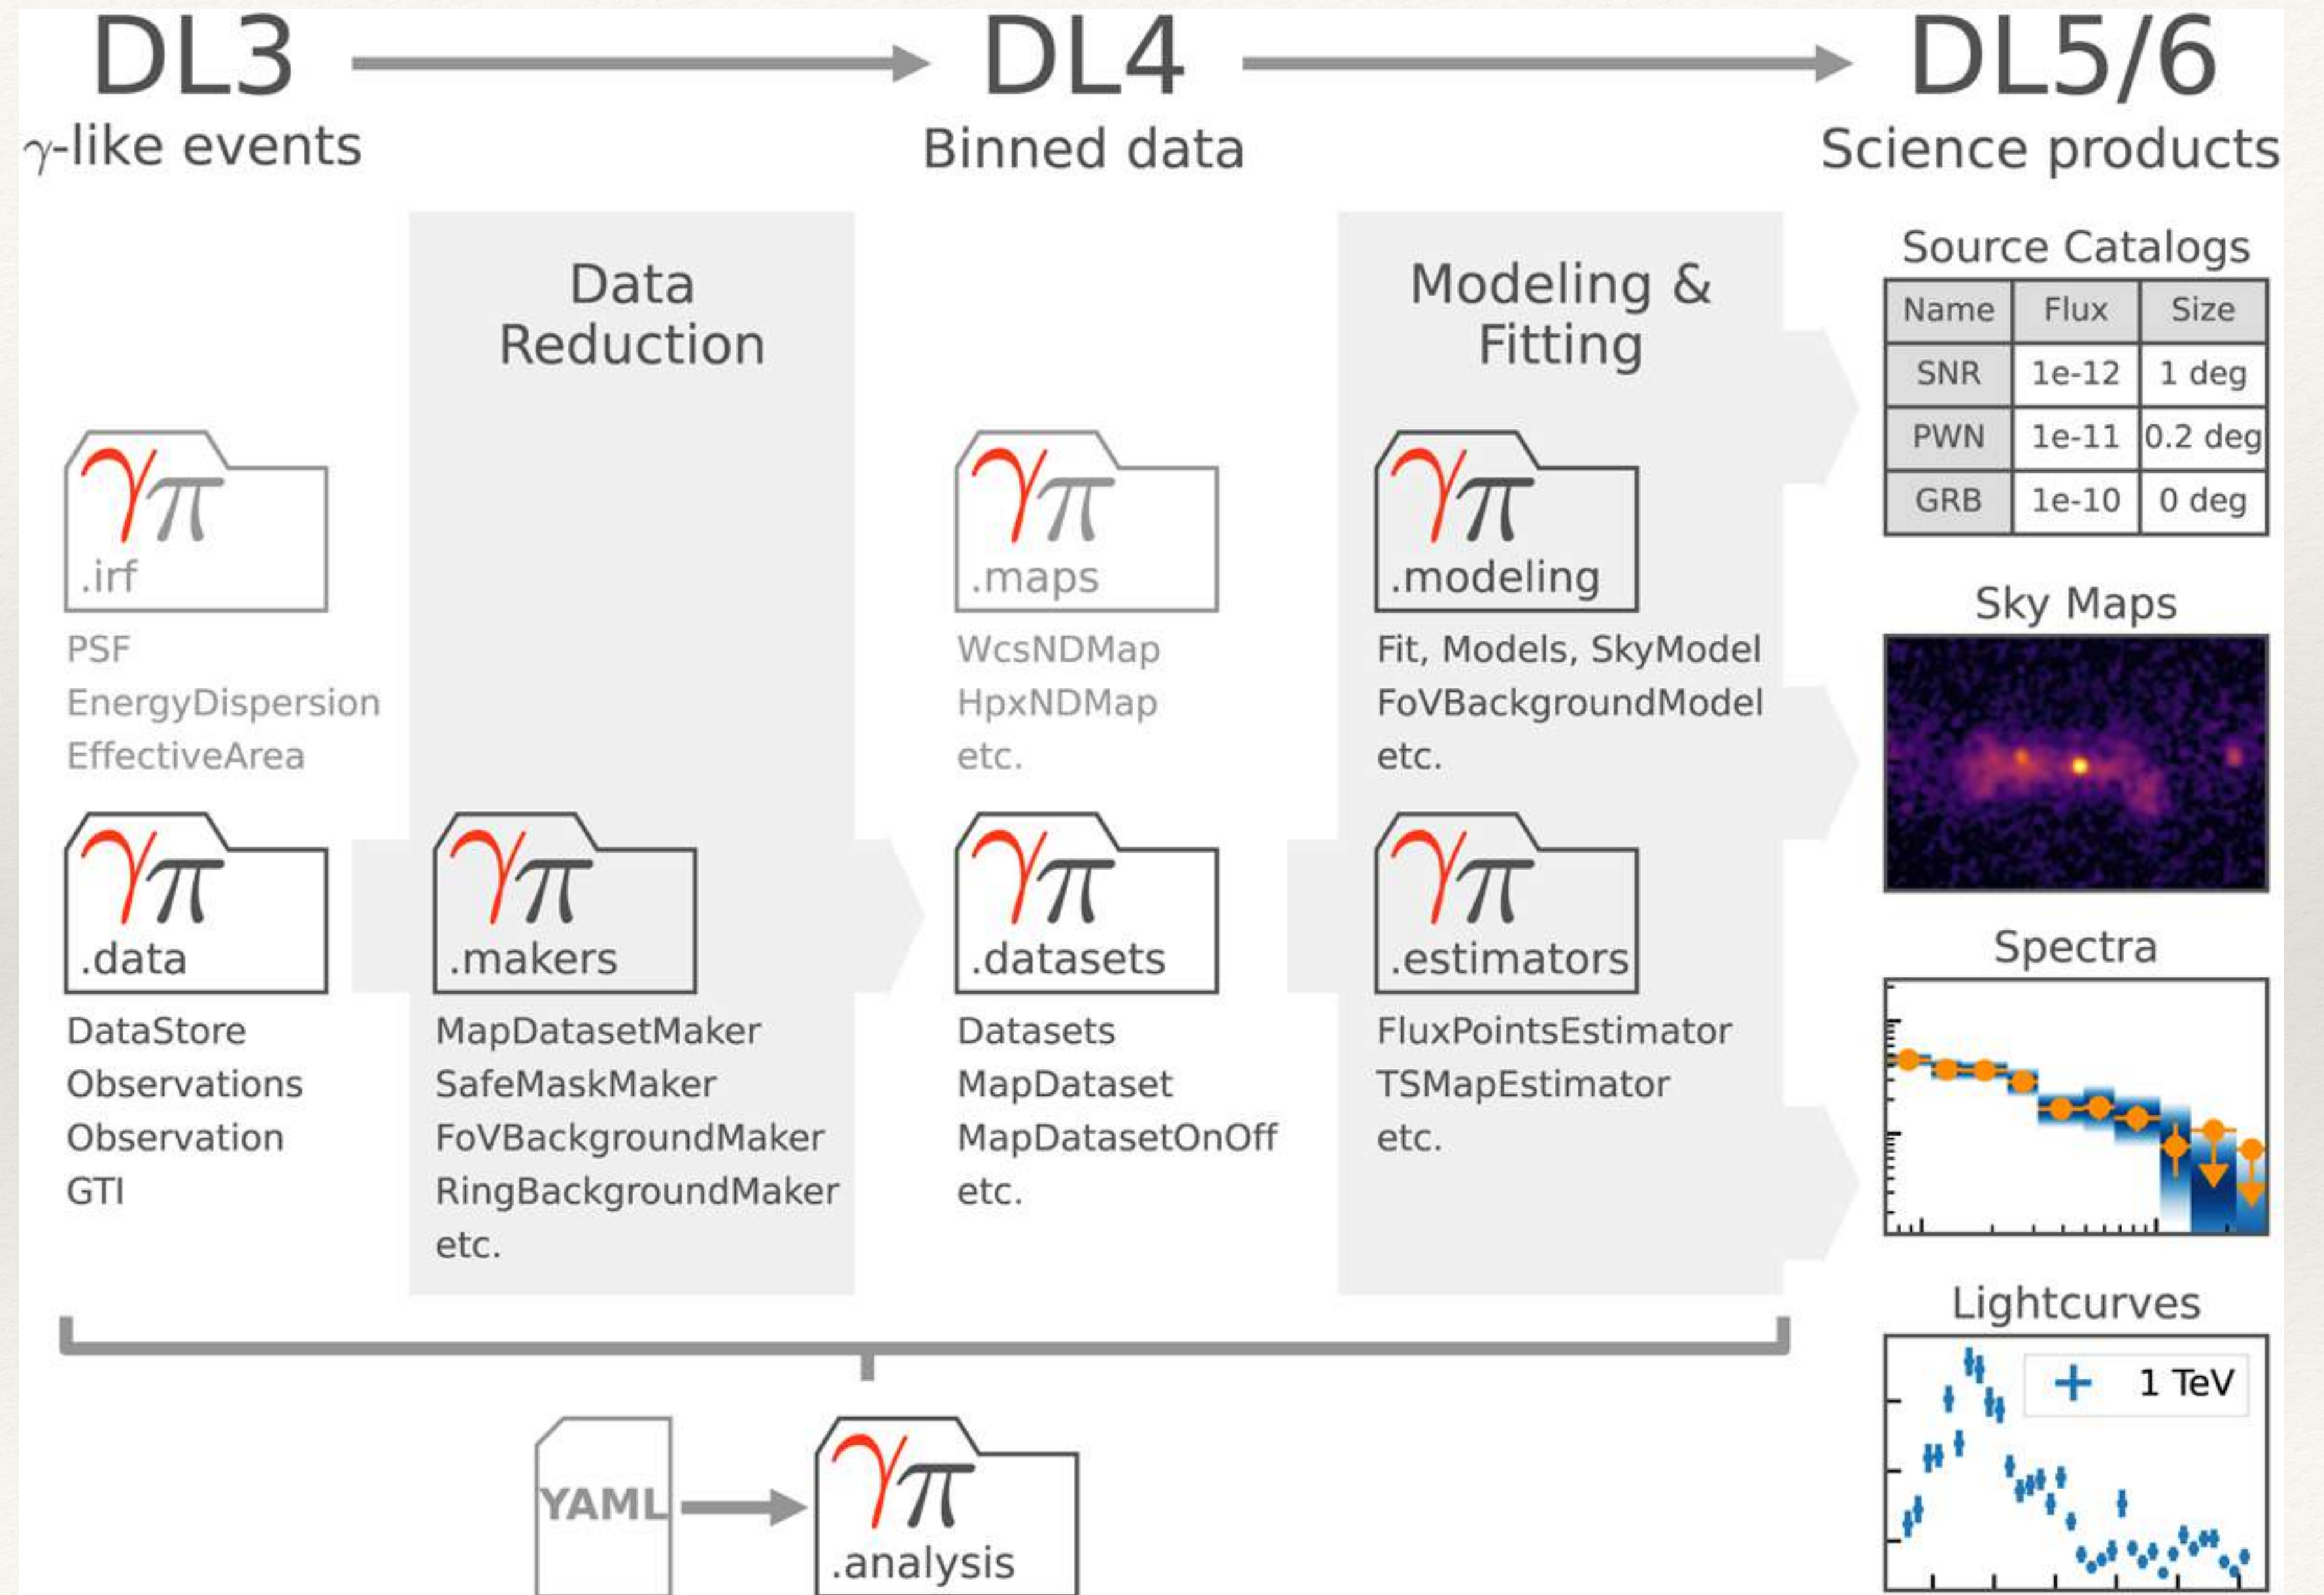 DL3
DL4
DL5/6
γ-like events
Binned data
Science products
Data
Reduction
Modeling &
Fitting
γπ
.irf
PSF
EnergyDispersion
EffectiveArea
γπ
.data
DataStore
Observations
Observation
GTI
γπ
.makers
MapDatasetMaker
SafeMaskMaker
FoVBackgroundMaker
RingBackgroundMaker
etc.
γπ
.maps
WcsNDMap
HpxNDMap
etc.
γπ
.datasets
Datasets
MapDataset
MapDatasetOnOff
etc.
γπ
.modeling
Fit, Models, SkyModel
FoVBackgroundModel
etc.
γπ
.estimators
FluxPointsEstimator
TSMapEstimator
etc.
Source Catalogs
Name Flux Size
SNR 1e-12 1 deg
PWN 1e-11 0.2 deg
GRB 1e-10 0 deg
Sky Maps
Spectra
Lightcurves
1 TeV
YAML
γπ
.analysis